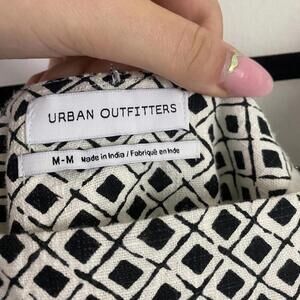 URBAN OUTFITTERS
M-M Made in India / Fabriqué en Inde